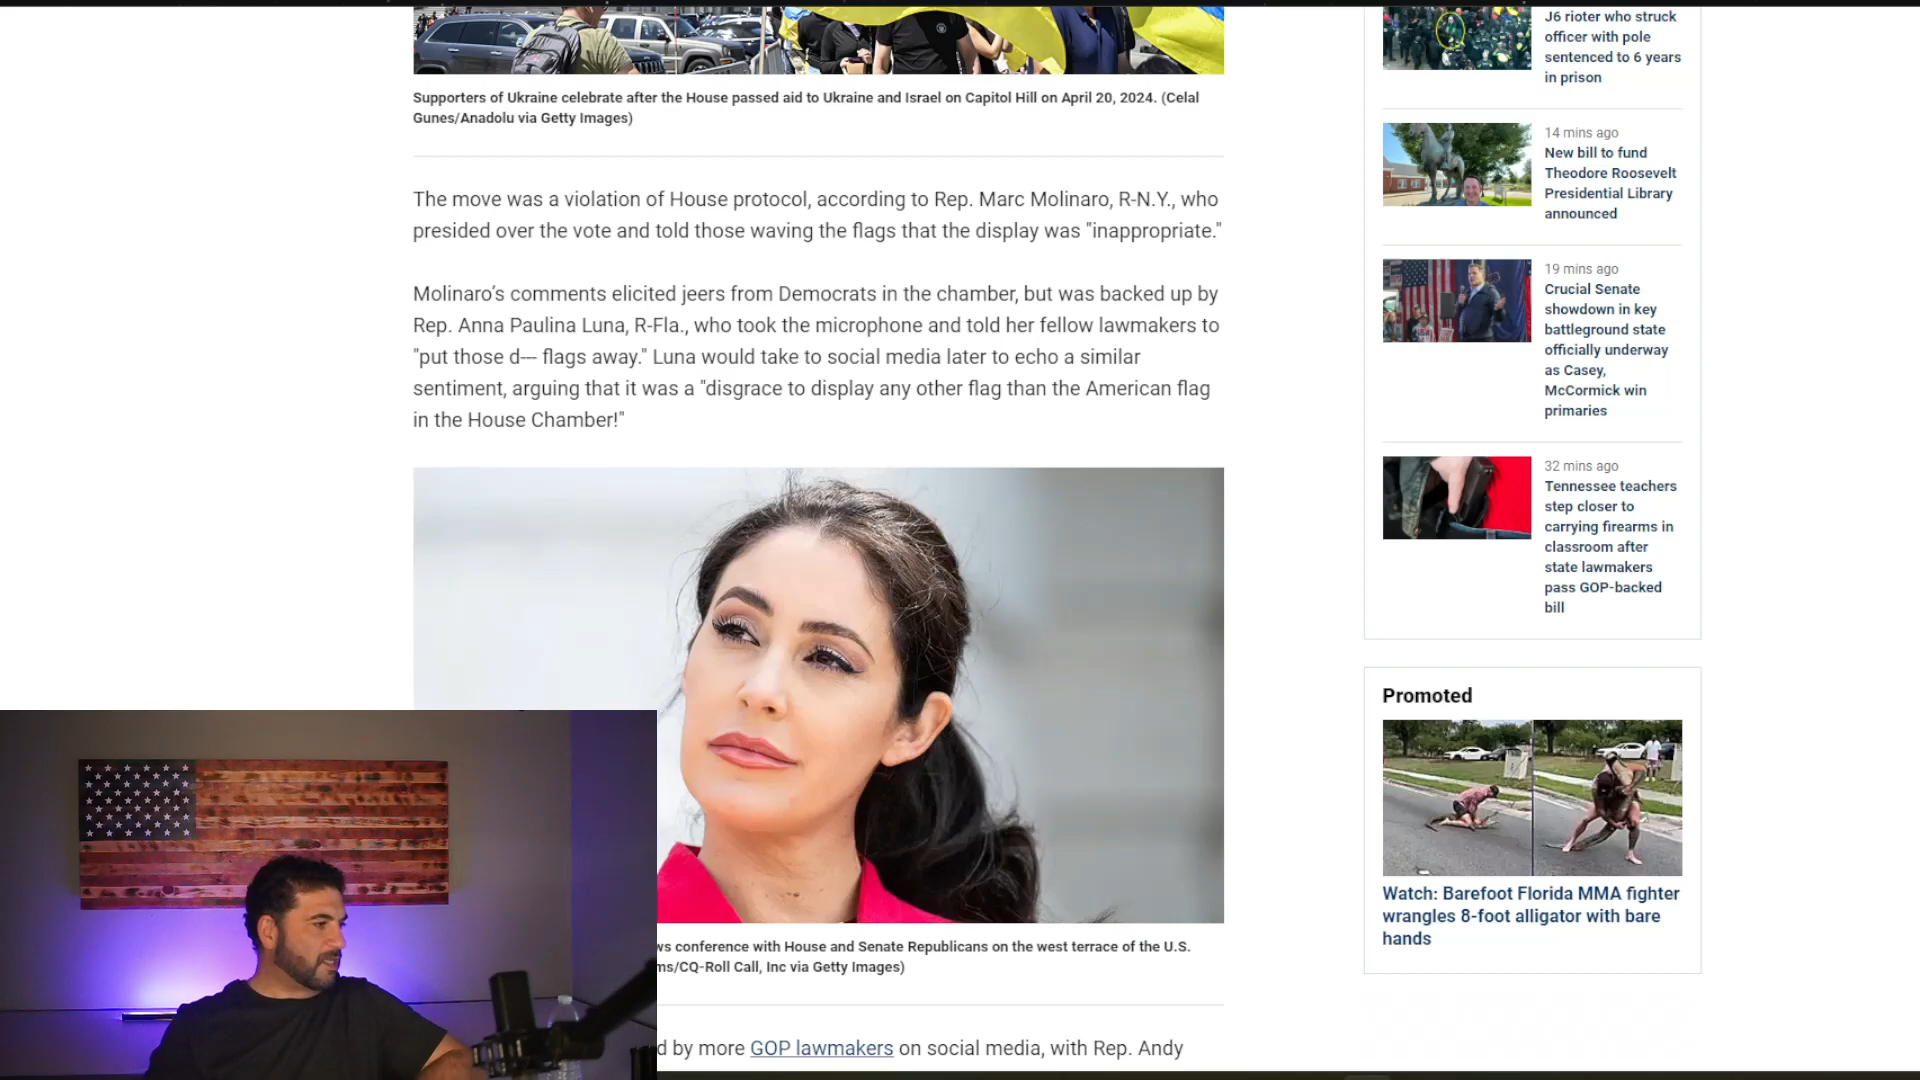 Supporters of Ukraine celebrate after the House passed aid to Ukraine and Israel on Capitol Hill on April 20, 2024. (Celal
Gunes/Anadolu via Getty Images)
The move was a violation of House protocol, according to Rep. Marc Molinaro, R-N.Y., who
presided over the vote and told those waving the flags that the display was "inappropriate."
Molinaro’s comments elicited jeers from Democrats in the chamber, but was backed up by
Rep. Anna Paulina Luna, R-Fla., who took the microphone and told her fellow lawmakers to
"put those d--- flags away." Luna would take to social media later to echo a similar
sentiment, arguing that it was a "disgrace to display any other flag than the American flag
in the House Chamber!"
ws conference with House and Senate Republicans on the west terrace of the U.S.
ms/CQ-Roll Call, Inc via Getty Images)
d by more GOP lawmakers on social media, with Rep. Andy
J6 rioter who struck
officer with pole
sentenced to 6 years
in prison
14 mins ago
New bill to fund
Theodore Roosevelt
Presidential Library
announced
19 mins ago
Crucial Senate
showdown in key
battleground state
officially underway
as Casey,
McCormick win
primaries
32 mins ago
Tennessee teachers
step closer to
carrying firearms in
classroom after
state lawmakers
pass GOP-backed
bill
Promoted
Watch: Barefoot Florida MMA fighter
wrangles 8-foot alligator with bare
hands